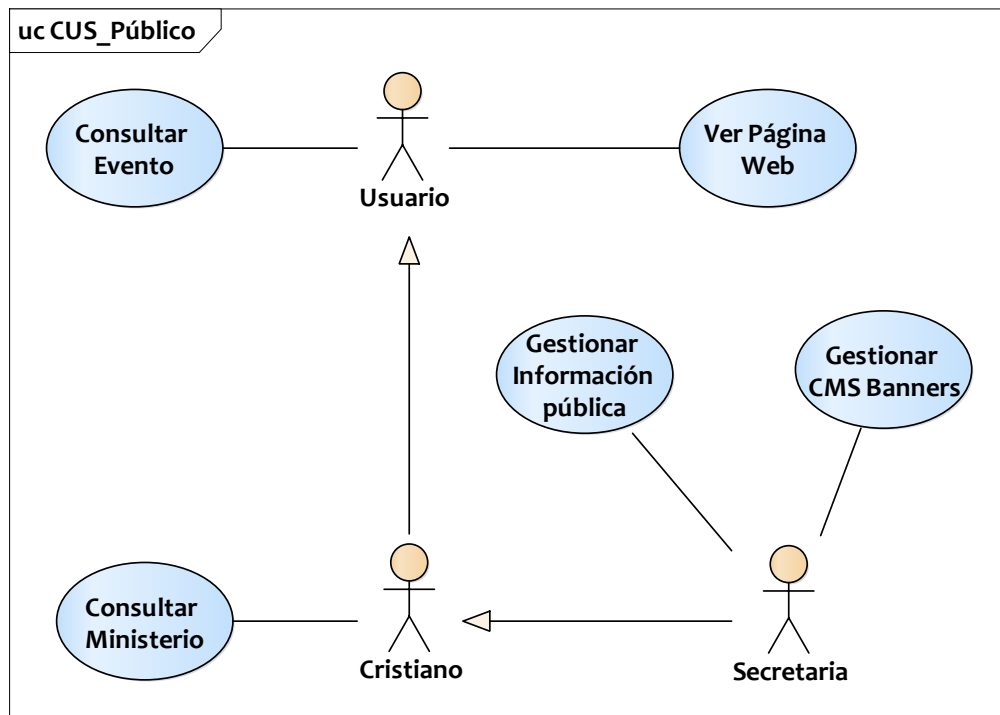 uc CUS_Público
Consultar
Evento
Usuario
Ver Página
Web
Gestionar
Información
pública
Gestionar
CMS Banners
Consultar
Ministerio
Cristiano
Secretaria